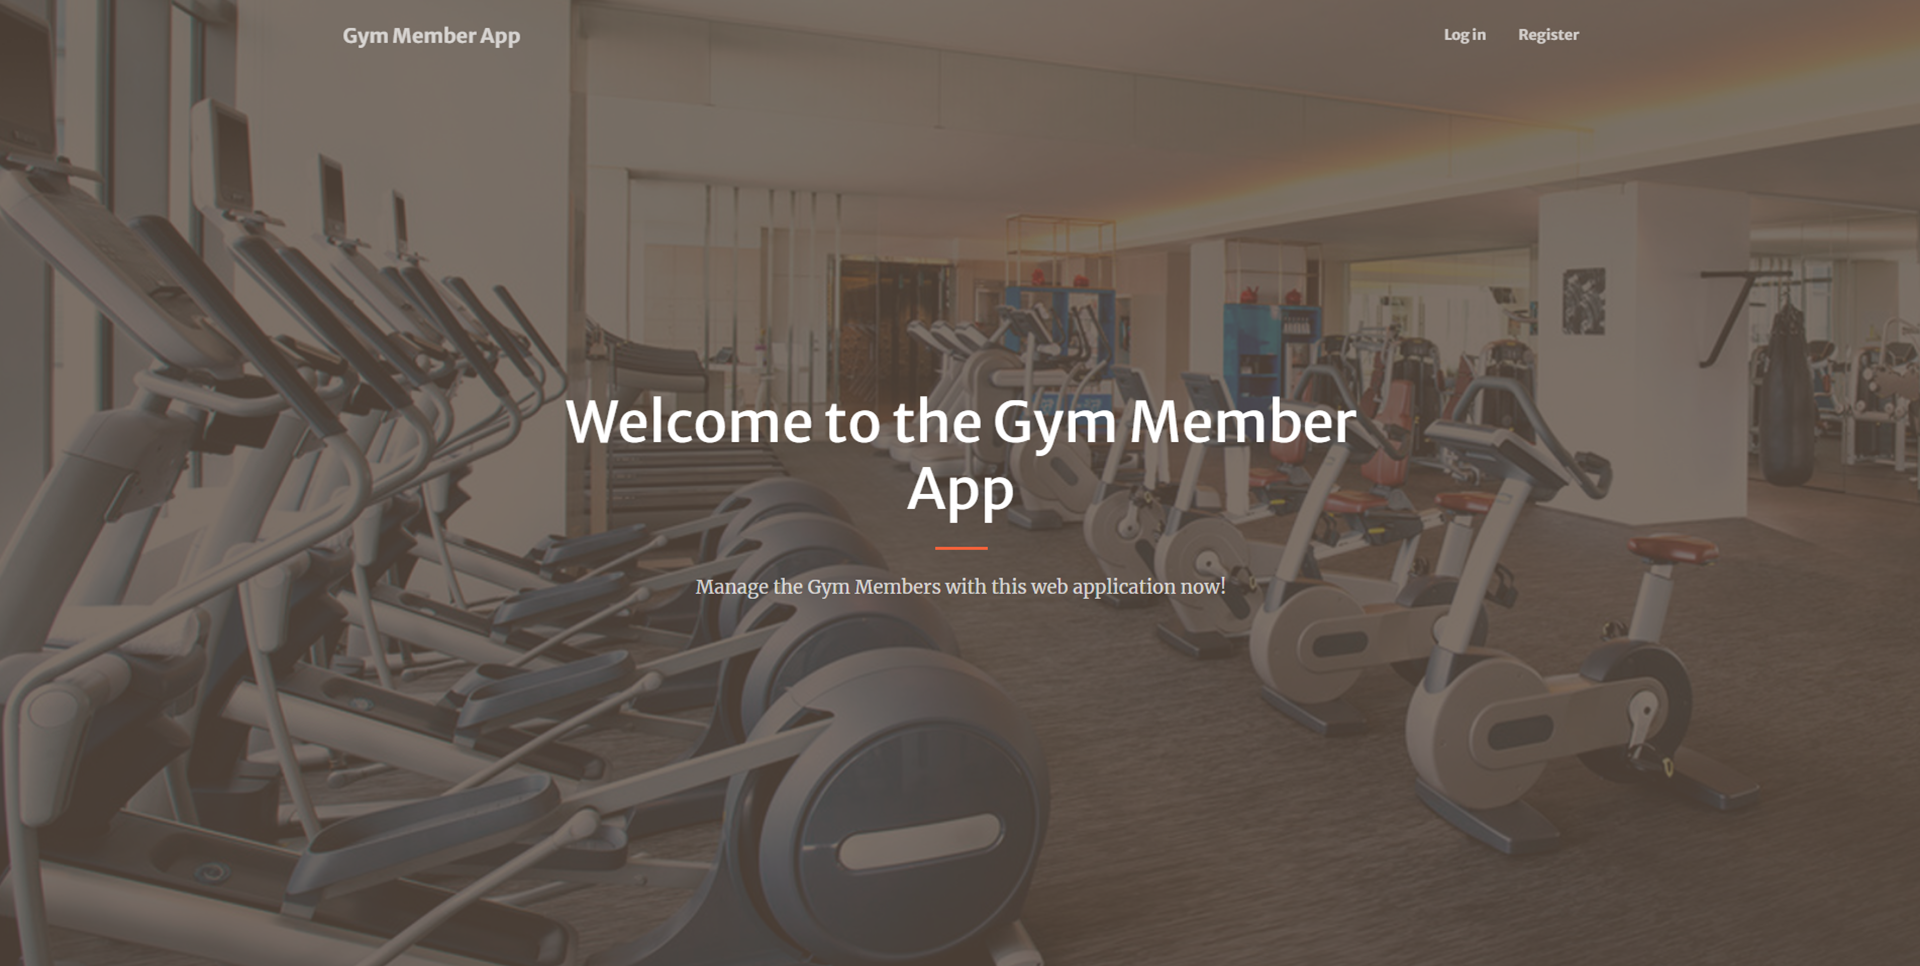 Gym Member App
Log in
Register
Welcome to the Gym Member
App
Manage the Gym Members with this web application now!